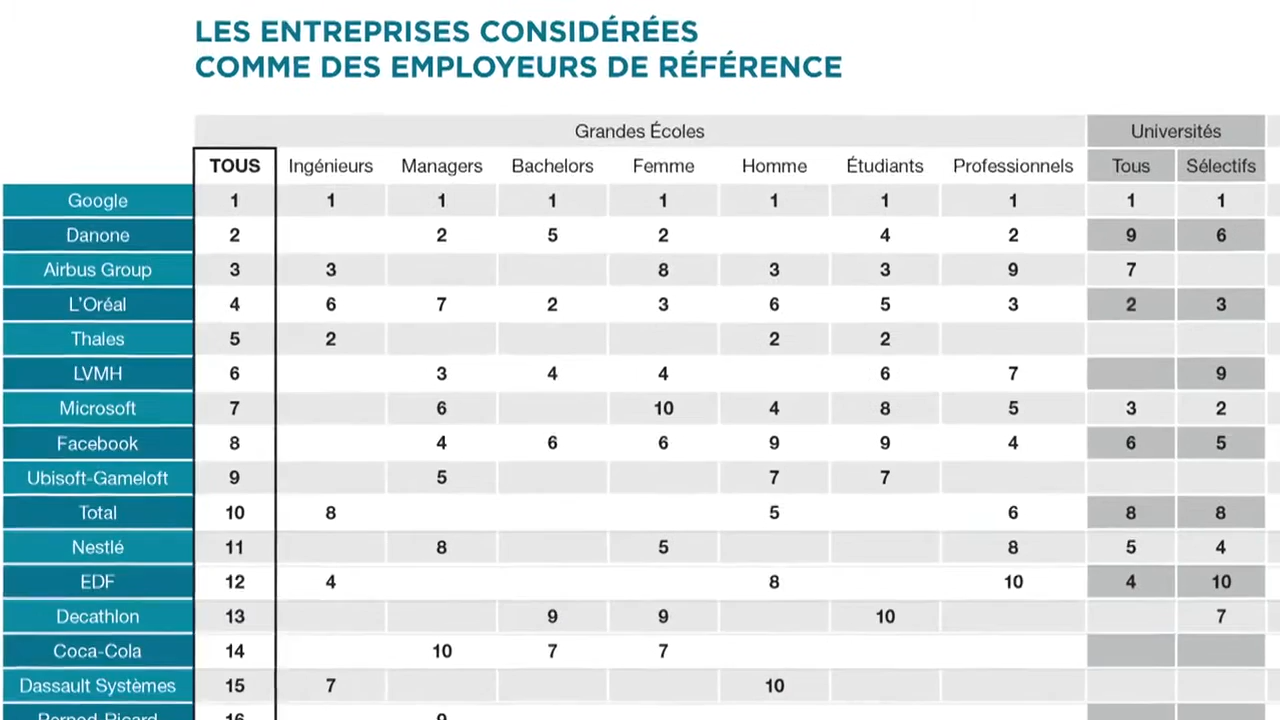 LES ENTREPRISES CONSIDÉRÉES
COMME DES EMPLOYEURS DE RÉFÉRENCE
Grandes Écoles Universités
TOUS Ingénieurs Managers Bachelors Femme Homme Étudiants Professionnels Tous Sélectifs
Google 1 1 1 1 1 1 1 1 1 1
Danone 2 2 5 2 4 2 9 6
Airbus Group 3 3 8 3 3 9 7
L'Oréal 4 6 7 2 3 6 5 3 2 3
Thales 5 2 2 2
LVMH 6 3 4 4 6 7 9
Microsoft 7 6 10 4 8 5 3 2
Facebook 8 4 6 6 9 9 4 6 5
Ubisoft-Gameloft 9 5 7 7
Total 10 8 5 6 8 8
Nestlé 11 8 5 8 5 4
EDF 12 4 8 10 4 10
Decathlon 13 9 9 10 7
Coca-Cola 14 10 7 7
Dassault Systèmes 15 7 10
Pernod-Ricard 16 9